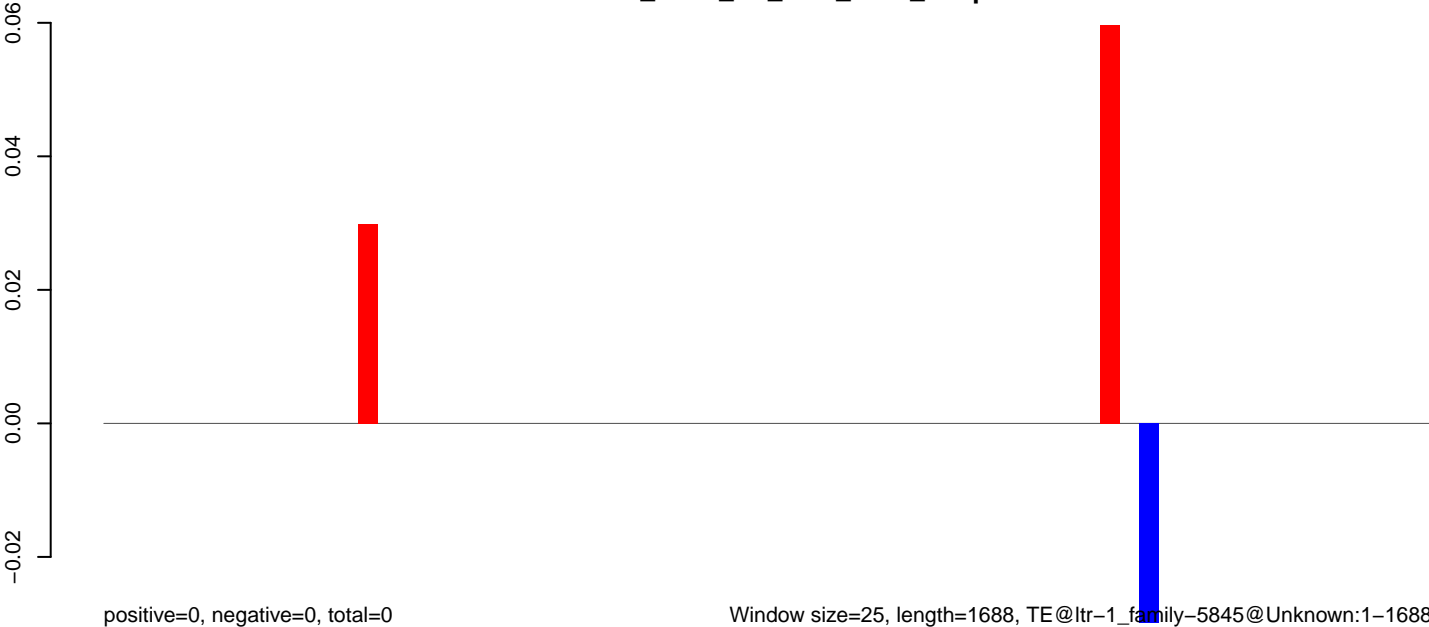 0.06
0.04
0.02
0.00
−0.02
positive=0, negative=0, total=0
Window size=25, length=1688, TE@ltr−1_family−5845@Unknown:1−1688